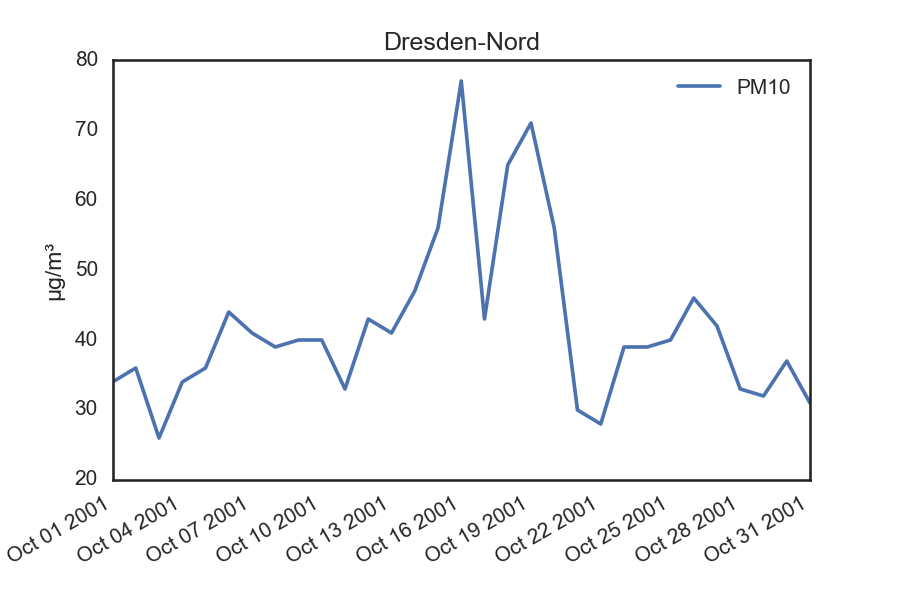 Dresden-Nord
80
70
60
50
40
30
20
µg/m³
PM10
Oct 01 2001
Oct 04 2001
Oct 07 2001
Oct 10 2001
Oct 13 2001
Oct 16 2001
Oct 19 2001
Oct 22 2001
Oct 25 2001
Oct 28 2001
Oct 31 2001